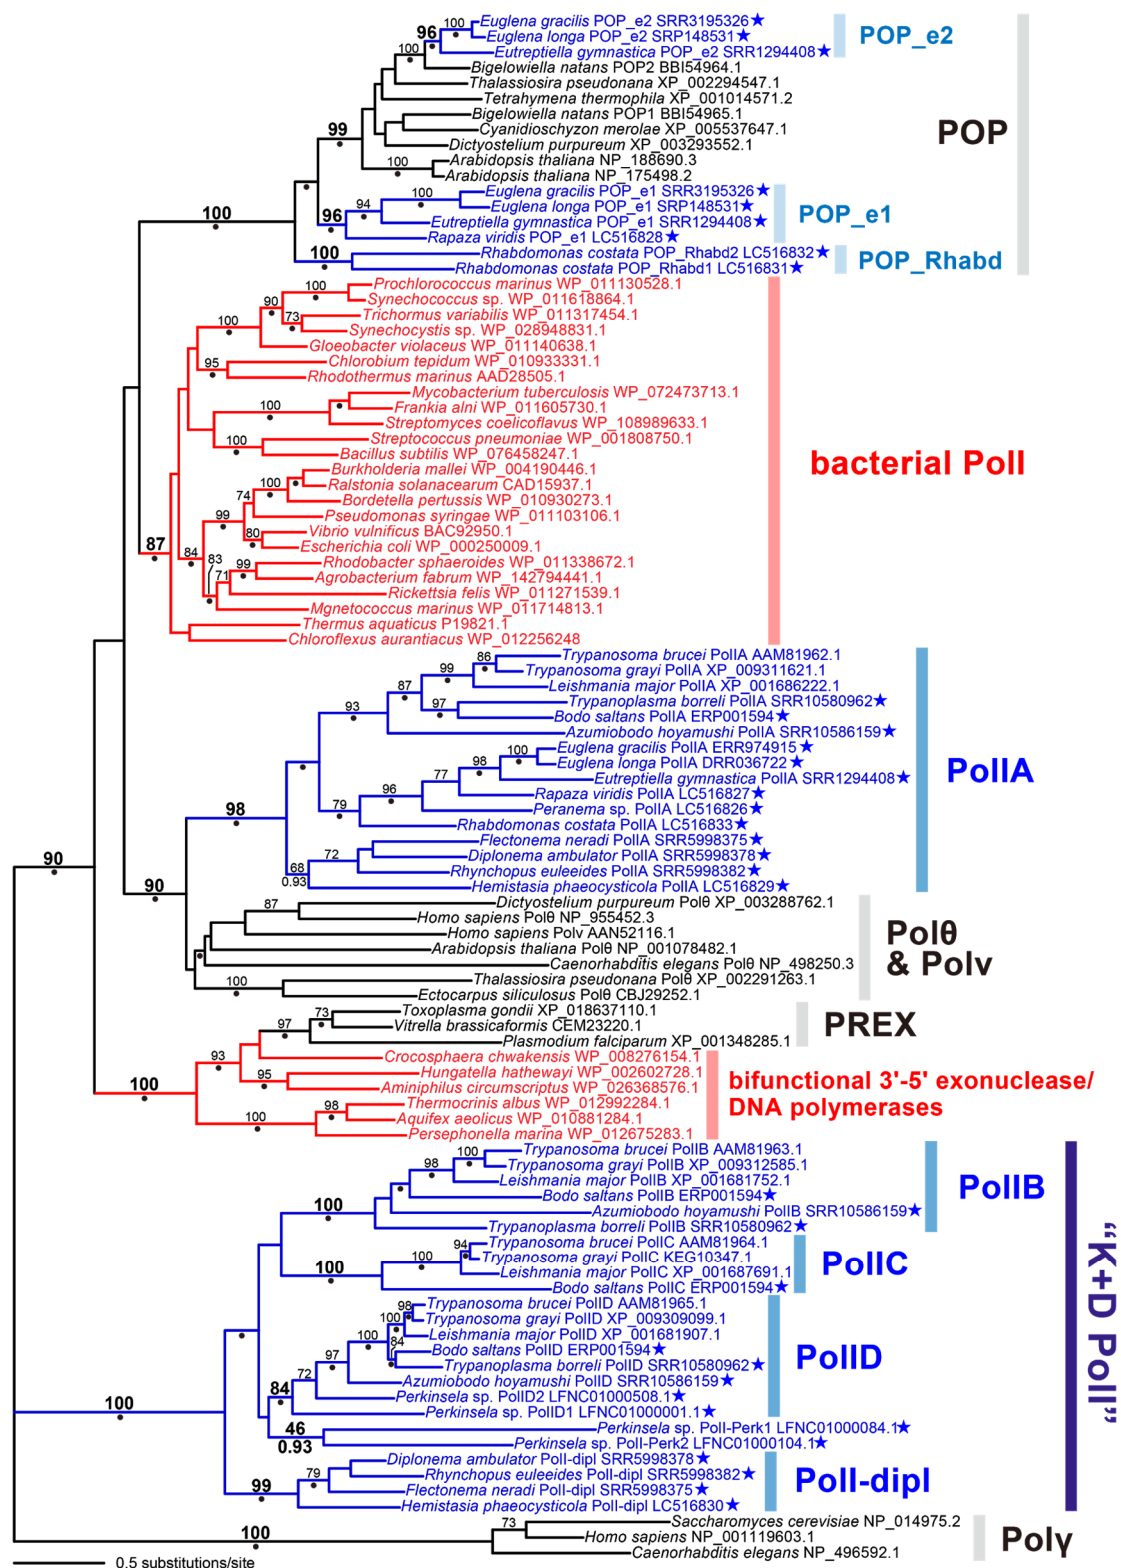 100
Euglena gracilis POP_e2 SRR3195326★
96
Euglena longa POP_e2 SRP148531★
POP_e2
100
Eutreptiella gymnastica POP_e2 SRR1294408★
Bigelowiella natans POP2 BBI54964.1
Thalassiosira pseudonana XP_002294547.1
Tetrahymena thermophila XP_001014571.2
Bigelowiella natans POP1 BBI54965.1
99
Cyanidioschyzon merolae XP_005537647.1
POP
Dictyostelium purpureum XP_003293552.1
100
Arabidopsis thaliana NP_188690.3
Arabidopsis thaliana NP_175498.2
100
Euglena gracilis POP_e1 SRR3195326★
94
Euglena longa POP_e1 SRP148531★
100
96
Eutreptiella gymnastica POP_e1 SRR1294408★
POP_e1
Rapaza viridis POP_e1 LC516828★
100
Rhabdomonas costata POP_Rhabd2 LC516832★
Rhabdomonas costata POP_Rhabd1 LC516831★
POP_Rhabd
100
Prochlorococcus marinus WP_011130528.1
90
Synechococcus sp. WP_011618864.1
100
73
Trichormus variabilis WP_011317454.1
Synechocystis sp. WP_028948831.1
Gloeobacter violaceus WP_011140638.1
95
Chlorobium tepidum WP_010933331.1
Rhodothermus marinus AAD28505.1
Mycobacterium tuberculosis WP_072473713.1
100
Frankia alni WP_011605730.1
Streptomyces coelicoflavus WP_108989633.1
100
Streptococcus pneumoniae WP_001808750.1
Bacillus subtilis WP_076458247.1
bacterial PolI
Burkholderia mallei WP_004190446.1
100
Ralstonia solanacearum CAD15937.1
74
Bordetella pertussis WP_010930273.1
99
Pseudomonas syringae WP_011103106.1
80
Vibrio vulnificus BAC92950.1
87
Escherichia coli WP_000250009.1
84
83
99
Rhodobacter sphaeroides WP_011338672.1
71
Agrobacterium fabrum WP_142794441.1
Rickettsia felis WP_011271539.1
Mgnetococcus marinus WP_011714813.1
Thermus aquaticus P19821.1
Chloroflexus aurantiacus WP_012256248
86
Trypanosoma brucei PolIA AAM81962.1
99
Trypanosoma grayi PolIA XP_009311621.1
87
Leishmania major PolIA XP_001686222.1
97
Trypanoplasma borreli PolIA SRR10580962★
93
Bodo saltans PolIA ERP001594★
Azumiobodo hoyamushi PolIA SRR10586159★
100
Euglena gracilis PolIA ERR974915★
98
Euglena longa PolIA DRR036722★
PolIA
77
Eutreptiella gymnastica PolIA SRR1294408★
96
Rapaza viridis PolIA LC516827★
79
Peranema sp. PolIA LC516826★
98
Rhabdomonas costata PolIA LC516833★
Flectonema neradi PolIA SRR5998375★
72
Diplonema ambulator PolIA SRR5998378★
68
Rhynchopus euleeides PolIA SRR5998382★
0.93
Hemistasia phaeocysticola PolIA LC516829★
90
90
87
Dictyostelium purpureum Polθ XP_003288762.1
Homo sapiens Polθ NP_955452.3
Homo sapiens Polν AAN52116.1
Polθ
& Polν
Arabidopsis thaliana Polθ NP_001078482.1
Caenorhabditis elegans Polθ NP_498250.3
100
Thalassiosira pseudonana Polθ XP_002291263.1
Ectocarpus siliculosus Polθ CBJ29252.1
73
Toxoplasma gondii XP_018637110.1
97
Vitrella brassicaformis CEM23220.1
PREX
Plasmodium falciparum XP_001348285.1
93
Crocosphaera chwakensis WP_008276154.1
95
Hungatella hathewayi WP_002602728.1
100
Aminiphilus circumscriptus WP_026368576.1
bifunctional 3'-5' exonuclease/
DNA polymerases
98
Thermocrinis albus WP_012992284.1
100
Aquifex aeolicus WP_010881284.1
Persephonella marina WP_012675283.1
100
Trypanosoma brucei PolIB AAM81963.1
98
Trypanosoma grayi PolIB XP_009312585.1
Leishmania major PolIB XP_001681752.1
PolIB
Bodo saltans PolIB ERP001594★
100
Azumiobodo hoyamushi PolIB SRR10586159★
Trypanoplasma borreli PolIB SRR10580962★
94
Trypanosoma brucei PolIC AAM81964.1
100
Trypanosoma grayi PolIC KEG10347.1
PolIC
100
Leishmania major PolIC XP_001687691.1
Bodo saltans PolIC ERP001594★
98
Trypanosoma brucei PolID AAM81965.1
100
Trypanosoma grayi PolID XP_009309099.1
100
Leishmania major PolID XP_001681907.1
84
Bodo saltans PolID ERP001594★
PolID
97
Trypanoplasma borreli PolID SRR10580962★
72
Azumiobodo hoyamushi PolID SRR10586159★
84
Perkinsela sp. PolID2 LFNC01000508.1★
100
Perkinsela sp. PolID1 LFNC01000001.1★
46
0.93
Perkinsela sp. PolI-Perk1 LFNC01000084.1★
Perkinsela sp. PolI-Perk2 LFNC01000104.1★
"K+D PolI"
Diplonema ambulator PolI-dipl SRR5998378★
79
Rhynchopus euleeides PolI-dipl SRR5998382★
PolI-dipl
99
Flectonema neradi PolI-dipl SRR5998375★
Hemistasia phaeocysticola PolI-dipl LC516830★
73
Saccharomyces cerevisiae NP_014975.2
100
Homo sapiens NP_001119603.1
Polγ
Caenorhabditis elegans NP_496592.1
0.5 substitutions/site